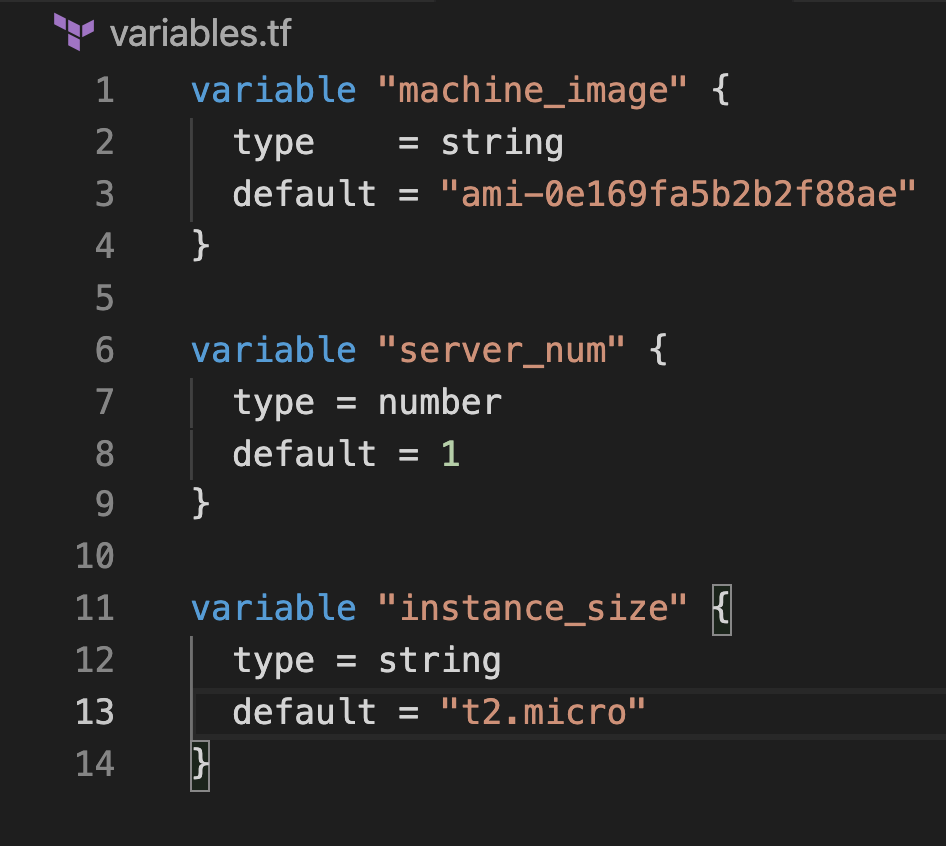 variables.tf
1 variable "machine_image" {
2   type    = string
3   default = "ami-0e169fa5b2b2f88ae"
4 }
5
6 variable "server_num" {
7   type = number
8   default = 1
9 }
10
11 variable "instance_size" {
12   type = string
13   default = "t2.micro"
14 }